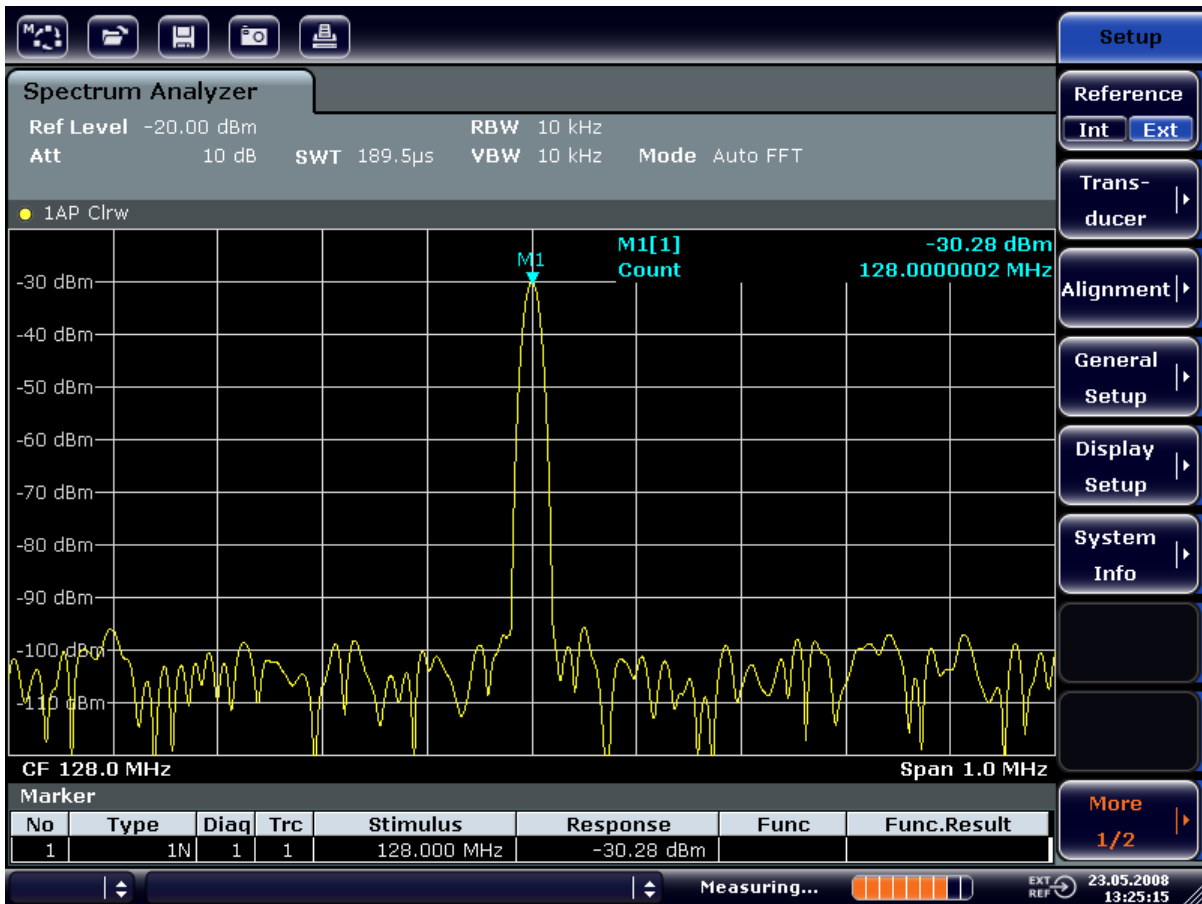 M
Setup
Spectrum Analyzer
Ref Level -20.00 dBm RBW 10 kHz
Att 10 dB SWT 189.5µs VBW 10 kHz Mode Auto FFT
1AP Clrw
M1[1] -30.28 dBm
Count 128.0000002 MHz
M1
-30 dBm
-40 dBm
-50 dBm
-60 dBm
-70 dBm
-80 dBm
-90 dBm
-100 dBm
-110 dBm
CF 128.0 MHz Span 1.0 MHz
Marker
No Type Diaq Trc Stimulus Response Func Func.Result
1 1N 1 1 128.000 MHz -30.28 dBm
Measuring...
EXT REF
23.05.2008
13:25:15
Reference
Int Ext
Trans-
ducer
Alignment
General
Setup
Display
Setup
System
Info
More
1/2